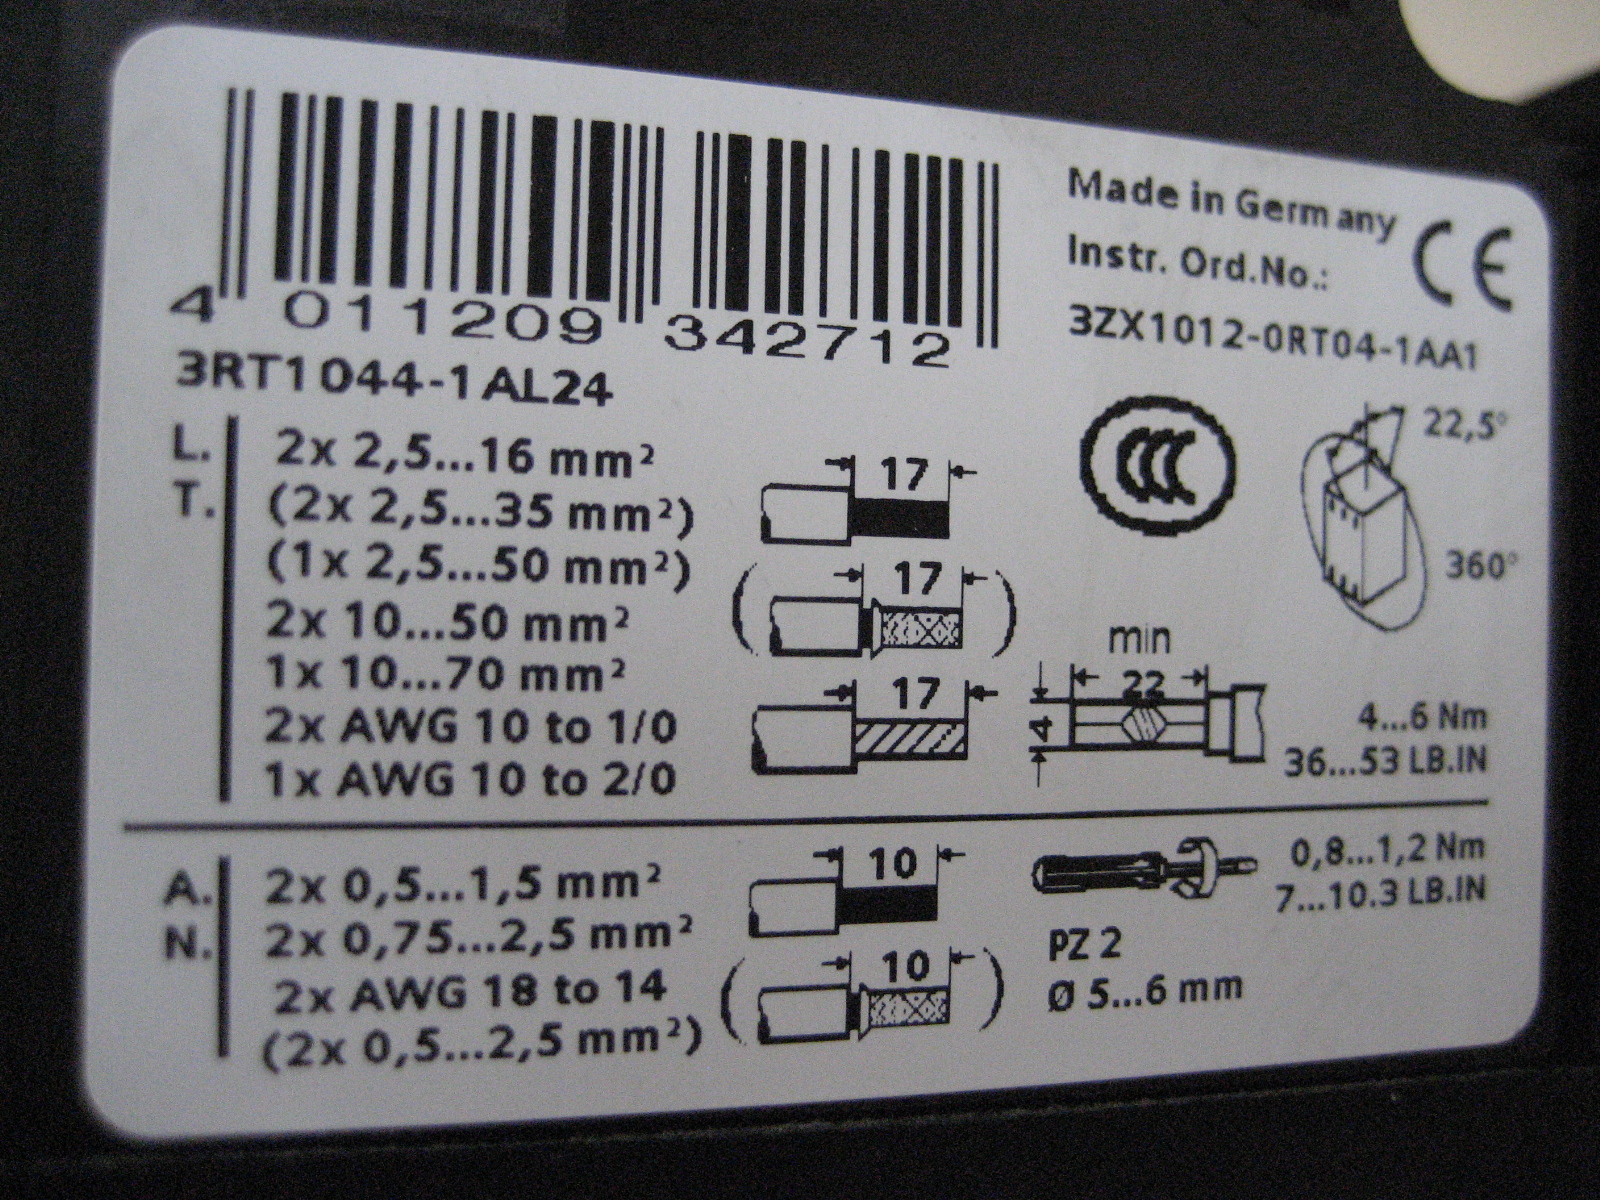 4 011209 342712
3RT1044-1AL24
Made in Germany
CE
Instr. Ord.No.:
3ZX1012-0RT04-1AA1
CCC
22,5°
360°
L.
T.
2x 2,5...16 mm²
(2x 2,5...35 mm²)
(1x 2,5...50 mm²)
2x 10...50 mm²
1x 10...70 mm²
2x AWG 10 to 1/0
1x AWG 10 to 2/0
17
( 17 )
17
min
22
4
4...6 Nm
36...53 LB.IN
A.
N.
2x 0,5...1,5 mm²
2x 0,75...2,5 mm²
2x AWG 18 to 14
(2x 0,5...2,5 mm²)
10
( 10 )
0,8...1,2 Nm
7...10.3 LB.IN
PZ 2
Ø 5...6 mm